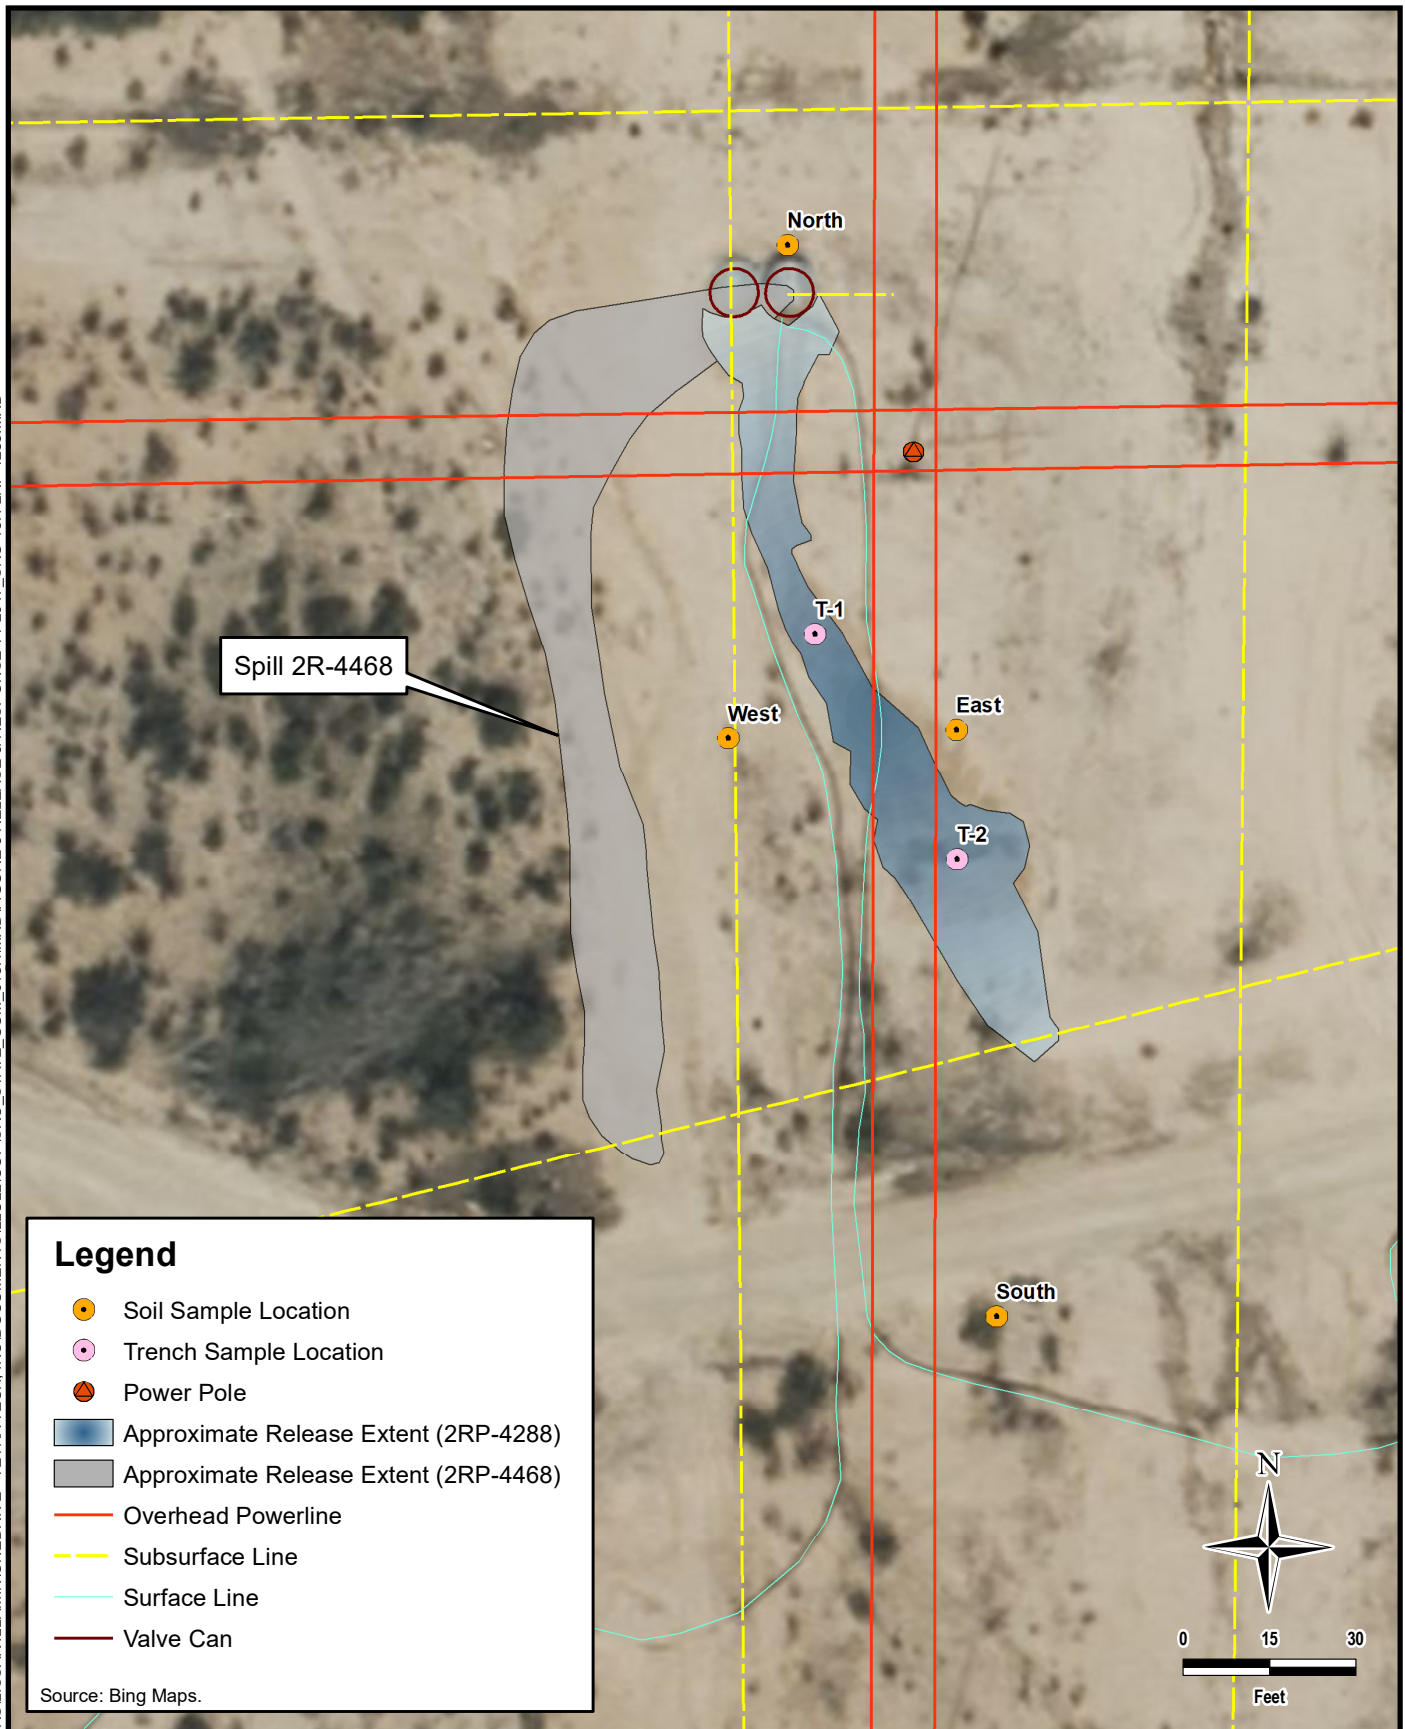 North
T-1
Spill 2R-4468
West
East
T-2
South
Legend
Soil Sample Location
Trench Sample Location
Power Pole
Approximate Release Extent (2RP-4288)
Approximate Release Extent (2RP-4468)
Overhead Powerline
Subsurface Line
Surface Line
Valve Can
Source: Bing Maps.
N
0 15 30
Feet